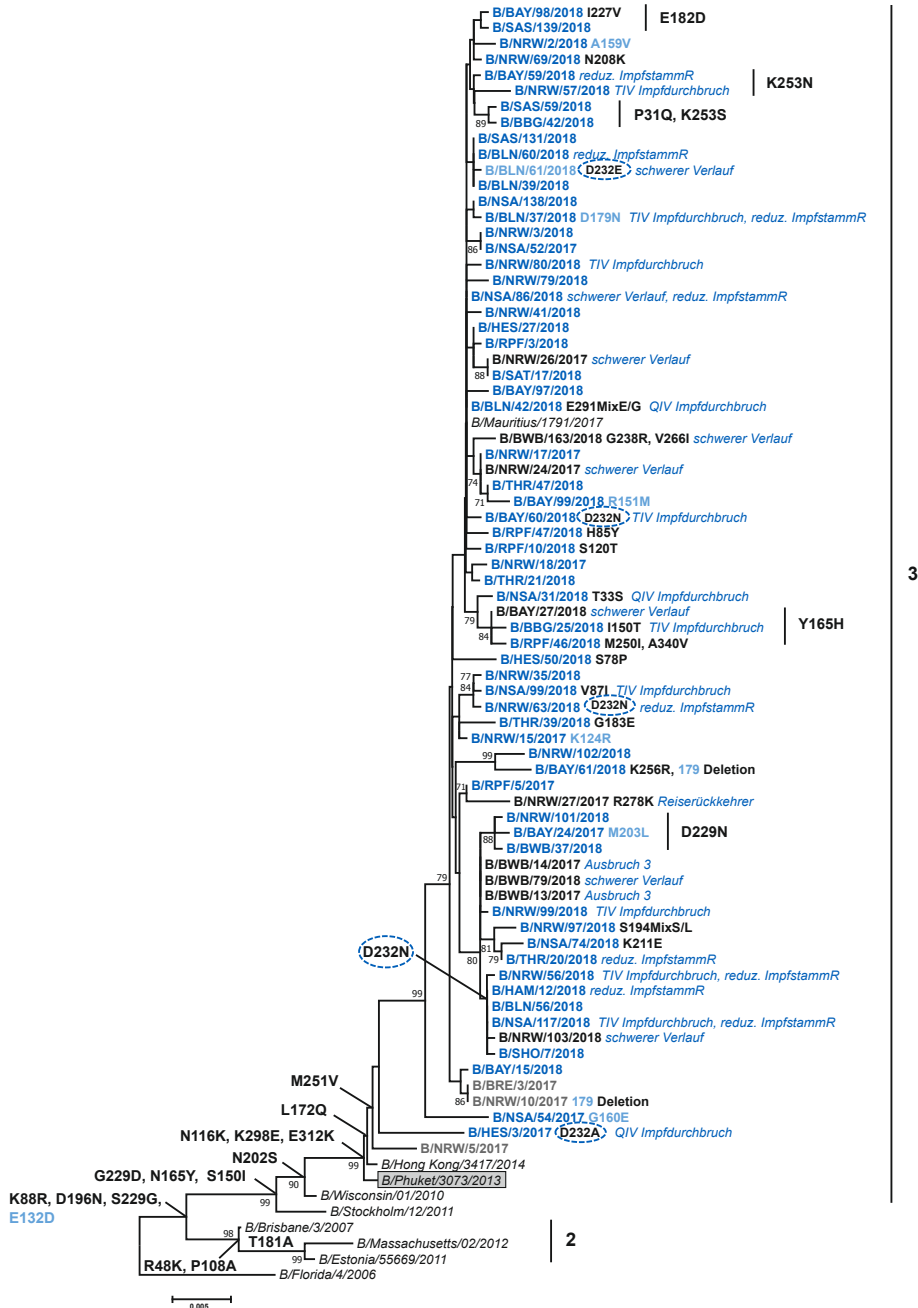 B/BAY/98/2018 I227V
E182D
B/SAS/139/2018
B/NRW/2/2018 A159V
B/NRW/69/2018 N208K
B/BAY/59/2018 reduz. ImpfstammR
K253N
B/NRW/57/2018 TIV Impfdurchbruch
B/SAS/59/2018
P31Q, K253S
89 B/BBG/42/2018
B/SAS/131/2018
B/BLN/60/2018 reduz. ImpfstammR
B/BLN/61/2018 D232E schwerer Verlauf
B/BLN/39/2018
B/NSA/138/2018
B/BLN/37/2018 D179N TIV Impfdurchbruch, reduz. ImpfstammR
B/NRW/3/2018
86 B/NSA/52/2017
B/NRW/80/2018 TIV Impfdurchbruch
B/NRW/79/2018
B/NSA/86/2018 schwerer Verlauf, reduz. ImpfstammR
B/NRW/41/2018
B/HES/27/2018
B/RPF/3/2018
B/NRW/26/2017 schwerer Verlauf
88 B/SAT/17/2018
B/BAY/97/2018
B/BLN/42/2018 E291MixE/G QIV Impfdurchbruch
B/Mauritius/1791/2017
B/BWB/163/2018 G238R, V266I schwerer Verlauf
B/NRW/17/2017
B/NRW/24/2017 schwerer Verlauf
74 B/THR/47/2018
71 B/BAY/99/2018 R151M
B/BAY/60/2018 D232N TIV Impfdurchbruch
B/RPF/47/2018 H85Y
B/RPF/10/2018 S120T
B/NRW/18/2017
3
B/THR/21/2018
B/NSA/31/2018 T33S QIV Impfdurchbruch
79 B/BAY/27/2018 schwerer Verlauf
Y165H
B/BBG/25/2018 I150T TIV Impfdurchbruch
84 B/RPF/46/2018 M250I, A340V
B/HES/50/2018 S78P
77 B/NRW/35/2018
84 B/NSA/99/2018 V87I TIV Impfdurchbruch
B/NRW/63/2018 D232N reduz. ImpfstammR
B/THR/39/2018 G183E
B/NRW/15/2017 K124R
99 B/NRW/102/2018
B/BAY/61/2018 K256R, 179 Deletion
71 B/RPF/5/2017
B/NRW/27/2017 R278K Reiserückkehrer
B/NRW/101/2018
88 B/BAY/24/2017 M203L
D229N
B/BWB/37/2018
B/BWB/14/2017 Ausbruch 3
79 B/BWB/79/2018 schwerer Verlauf
B/BWB/13/2017 Ausbruch 3
B/NRW/99/2018 TIV Impfdurchbruch
B/NRW/97/2018 S194MixS/L
81 B/NSA/74/2018 K211E
D232N
80 79 B/THR/20/2018 reduz. ImpfstammR
B/NRW/56/2018 TIV Impfdurchbruch, reduz. ImpfstammR
B/HAM/12/2018 reduz. ImpfstammR
99
B/BLN/56/2018
B/NSA/117/2018 TIV Impfdurchbruch, reduz. ImpfstammR
B/NRW/103/2018 schwerer Verlauf
B/SHO/7/2018
B/BAY/15/2018
M251V
B/BRE/3/2017
86 B/NRW/10/2017 179 Deletion
L172Q
B/NSA/54/2017 G160E
B/HES/3/2017 D232A QIV Impfdurchbruch
N116K, K298E, E312K
B/NRW/5/2017
N202S
99 B/Hong Kong/3417/2014
G229D, N165Y, S150I
B/Phuket/3073/2013
90 B/Wisconsin/01/2010
K88R, D196N, S229G,
99
B/Stockholm/12/2011
E132D
98 B/Brisbane/3/2007
T181A
B/Massachusetts/02/2012
2
R48K, P108A
99 B/Estonia/55669/2011
B/Florida/4/2006
0.005